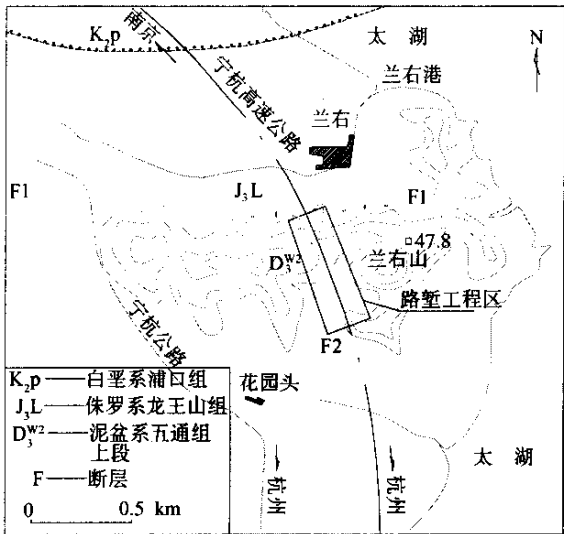 南京
K₂p
太 湖
N
宁杭高速公路
兰右港
兰右
F1
J₃L
F1
47.8
D₃ᵂ²
兰右山
路堑工程区
宁杭公路
F2
K₂p——白垩系浦口组
J₃L——侏罗系龙王山组
D₃ᵂ²——泥盆系五通组
上段
F——断层
0 0.5 km
花园头
太 湖
杭州
杭州